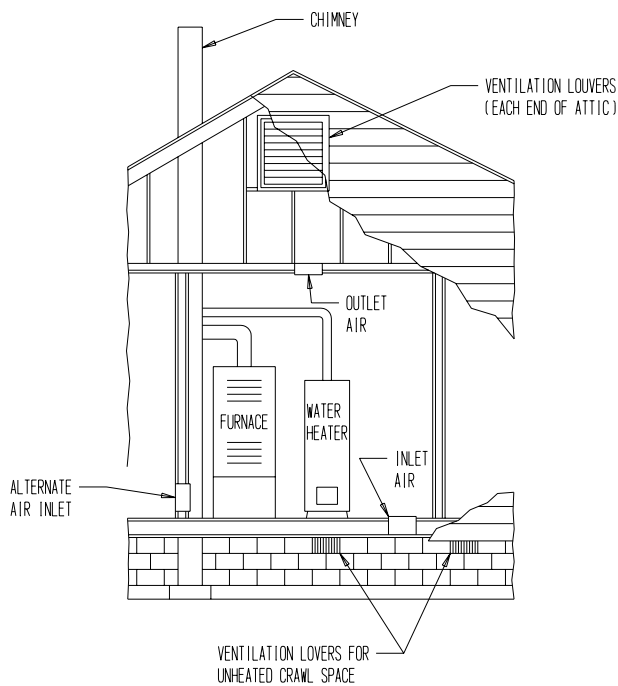 CHIMNEY
VENTILATION LOUVERS
(EACH END OF ATTIC)
OUTLET
AIR
FURNACE
WATER
HEATER
INLET
AIR
ALTERNATE
AIR INLET
VENTILATION LOVERS FOR
UNHEATED CRAWL SPACE